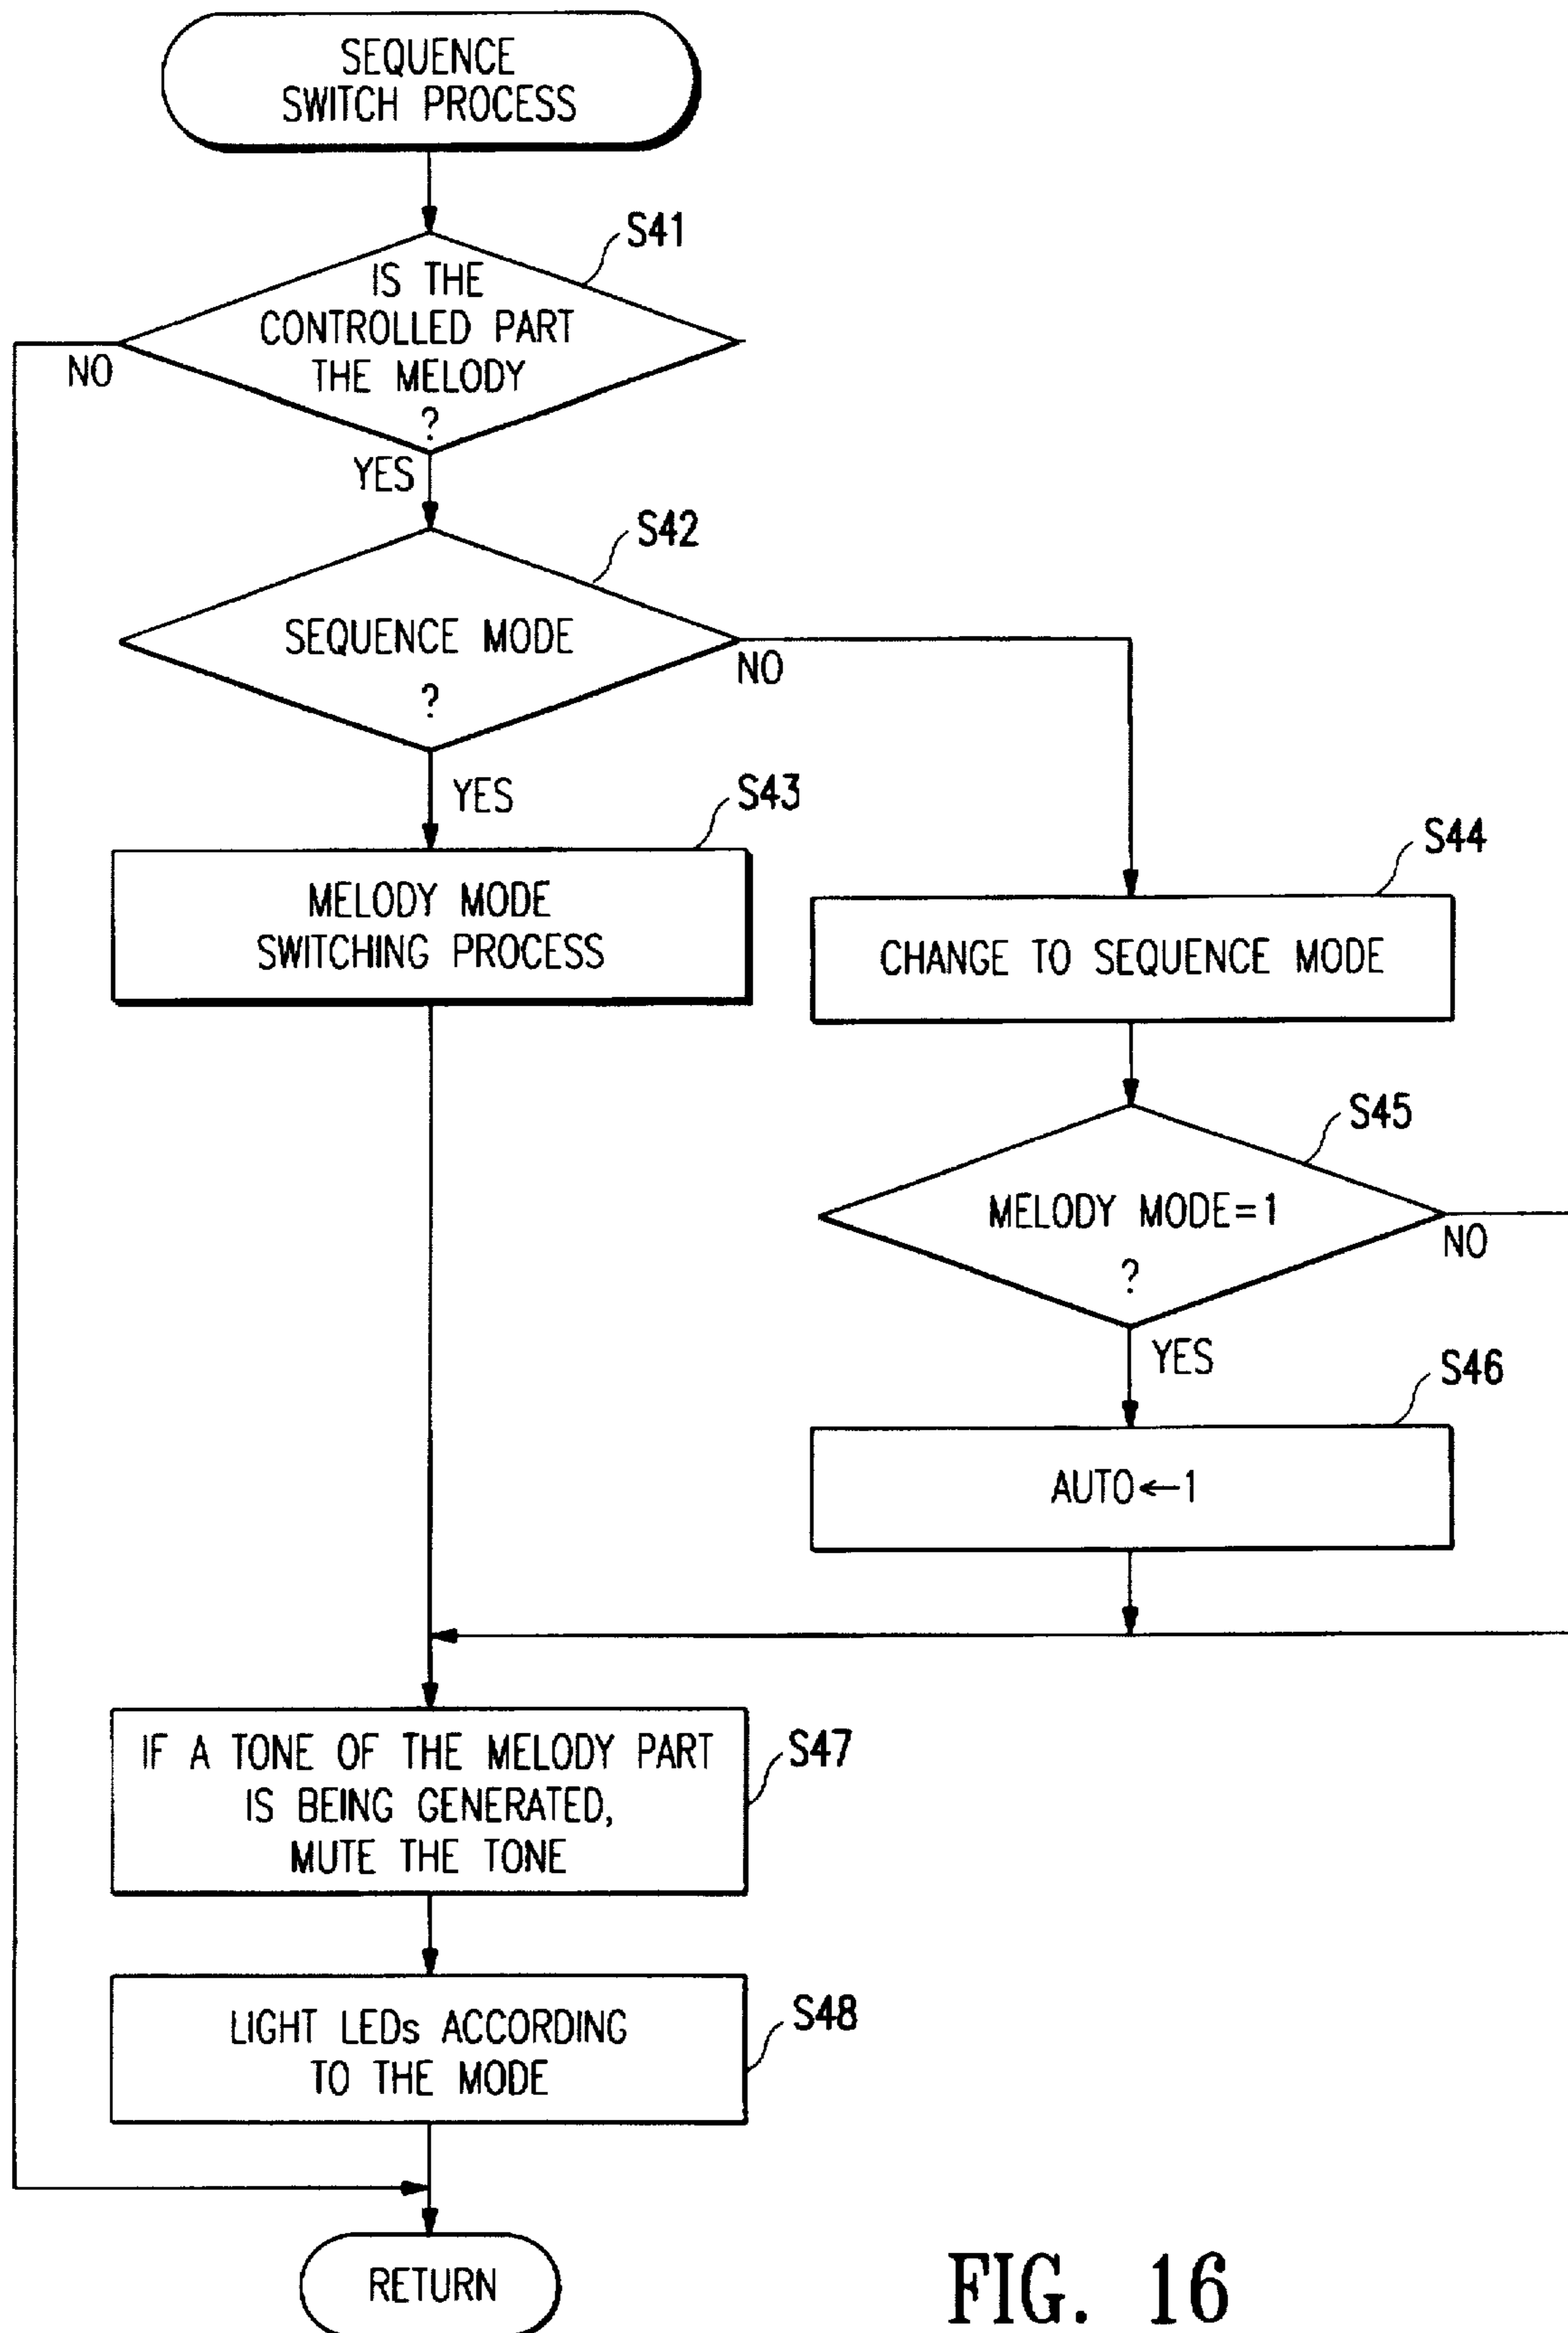 SEQUENCE
SWITCH PROCESS
S41
IS THE
CONTROLLED PART
THE MELODY
?
NO
YES
S42
SEQUENCE MODE
?
NO
YES
S43
MELODY MODE
SWITCHING PROCESS
S44
CHANGE TO SEQUENCE MODE
S45
MELODY MODE=1
?
NO
YES
S46
AUTO←1
IF A TONE OF THE MELODY PART
IS BEING GENERATED,
MUTE THE TONE
S47
LIGHT LEDs ACCORDING
TO THE MODE
S48
RETURN
FIG. 16